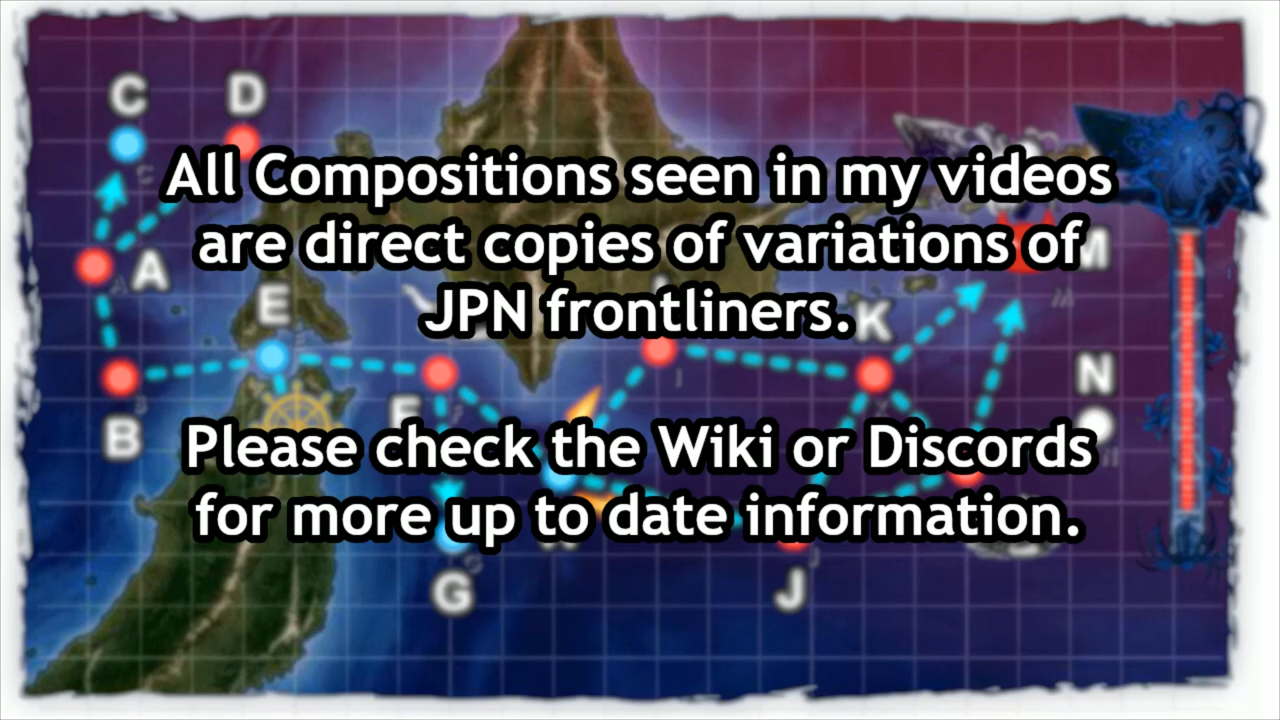 C D
All Compositions seen in my videos
are direct copies of variations of
JPN frontliners.
A
M
E
K
N
B
F
Please check the Wiki or Discords
for more up to date information.
G
J